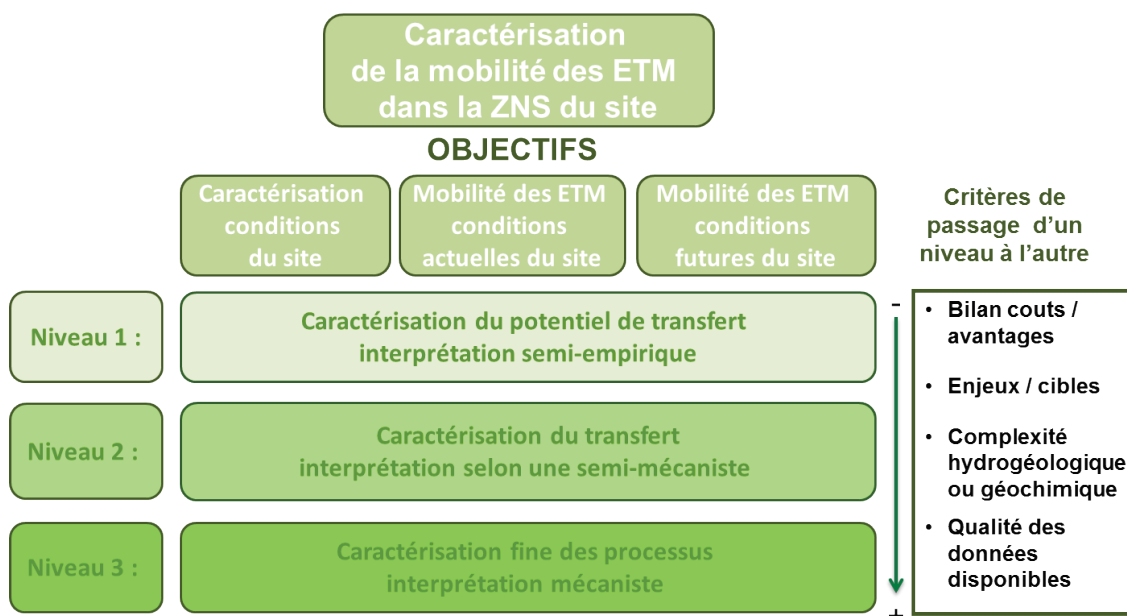 Caractérisation
de la mobilité des ETM
dans la ZNS du site
OBJECTIFS
Caractérisation
conditions
du site
Mobilité des ETM
conditions
actuelles du site
Mobilité des ETM
conditions
futures du site
Critères de
passage d'un
niveau à l'autre
Niveau 1 :
Caractérisation du potentiel de transfert
interprétation semi-empirique
Niveau 2 :
Caractérisation du transfert
interprétation selon une semi-mécaniste
Niveau 3 :
Caractérisation fine des processus
interprétation mécaniste
-
+
• Bilan couts /
avantages
• Enjeux / cibles
• Complexité
hydrogéologique
ou géochimique
• Qualité des
données
disponibles